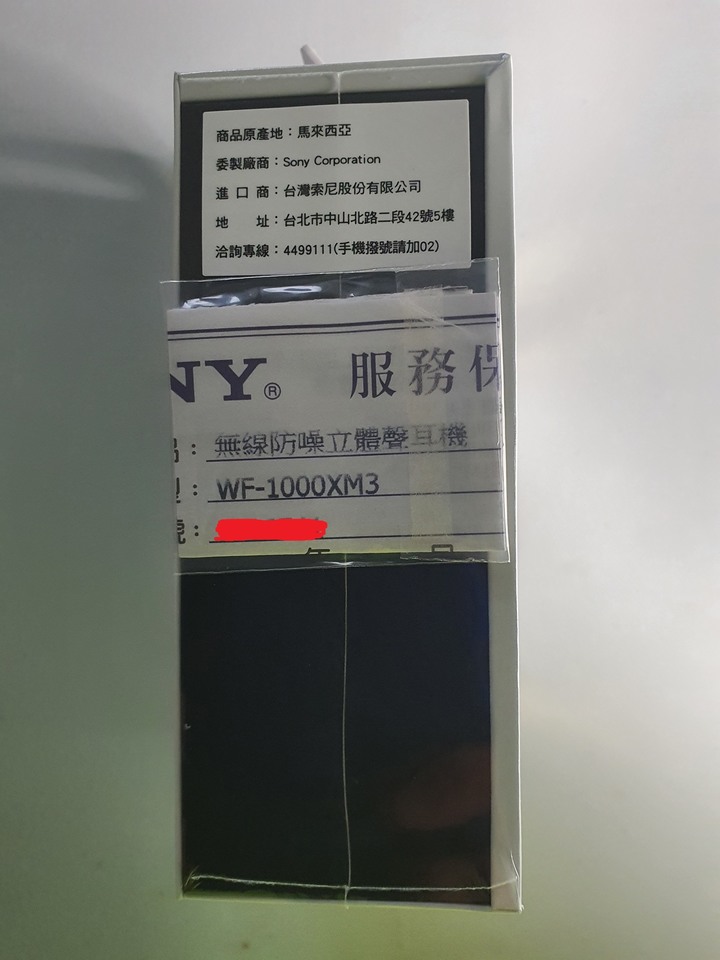 商品原產地：馬來西亞
委製廠商：Sony Corporation
進口商：台灣索尼股份有限公司
地址：台北市中山北路二段42號5樓
洽詢專線：4499111(手機撥號請加02)
NY® 服務保
：無線防噪立體聲耳機
型：WF-1000XM3
號：